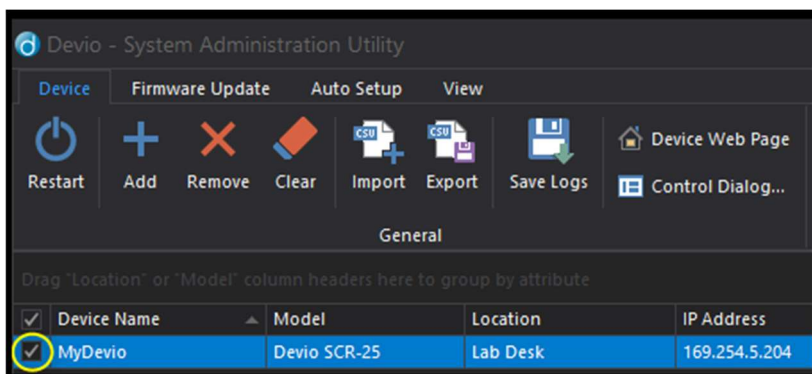 Devio - System Administration Utility
Device Firmware Update Auto Setup View
CSV CSV Device Web Page
Restart Add Remove Clear Import Export Save Logs Control Dialog...
General
Drag "Location" or "Model" column headers here to group by attribute
Device Name Model Location IP Address
MyDevio Devio SCR-25 Lab Desk 169.254.5.204